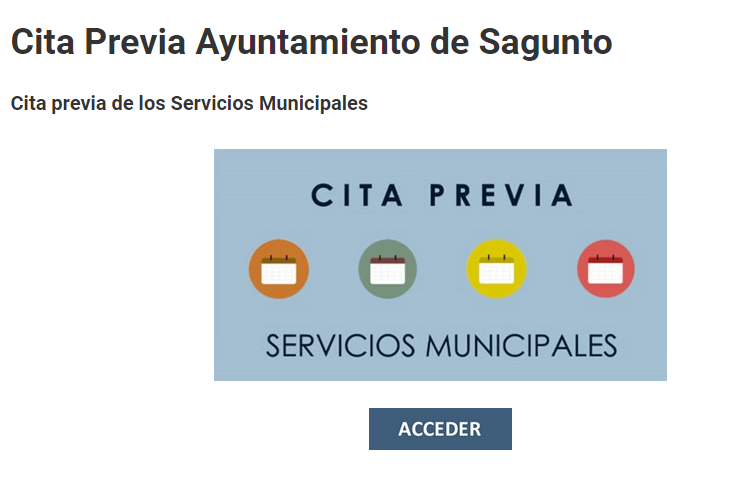 Cita Previa Ayuntamiento de Sagunto
Cita previa de los Servicios Municipales
CITA PREVIA
SERVICIOS MUNICIPALES
ACCEDER